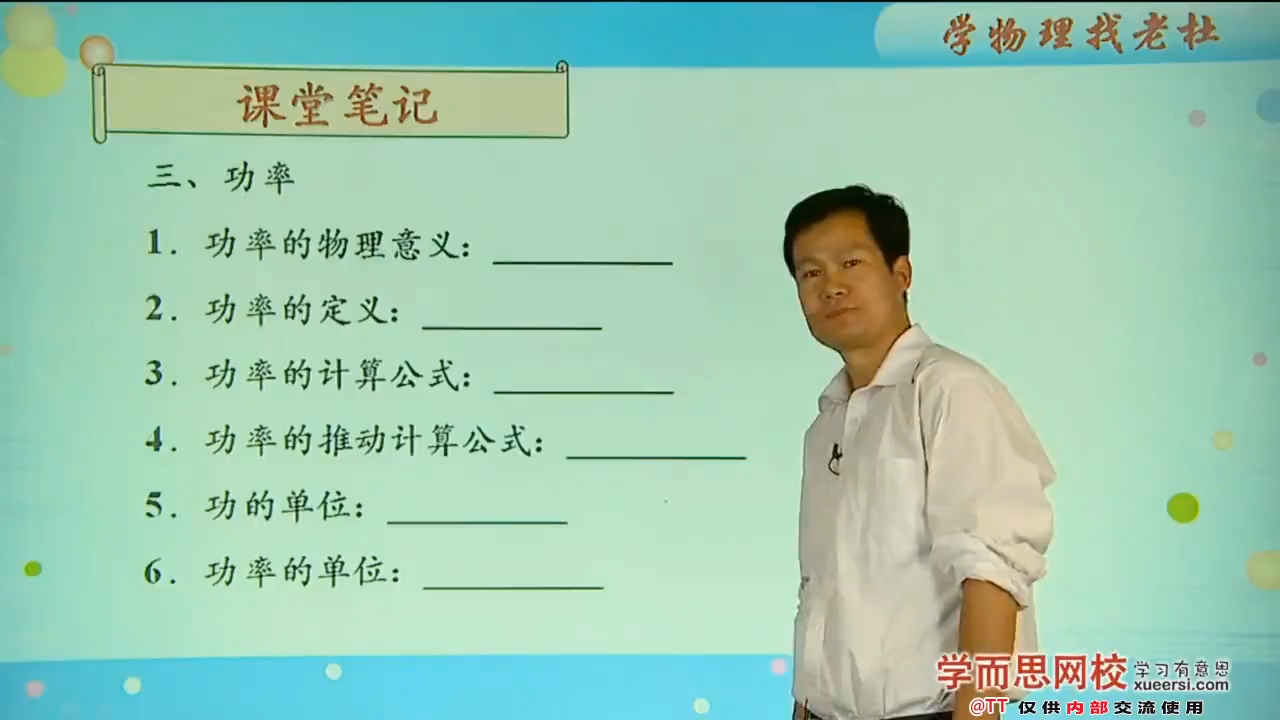 学物理找老杜
课堂笔记
三、功率
1. 功率的物理意义：
2. 功率的定义：
3. 功率的计算公式：
4. 功率的推动计算公式：
5. 功的单位：
6. 功率的单位：
学而思网校 学习有意思
xueersi.com
@TT 仅供内部交流使用